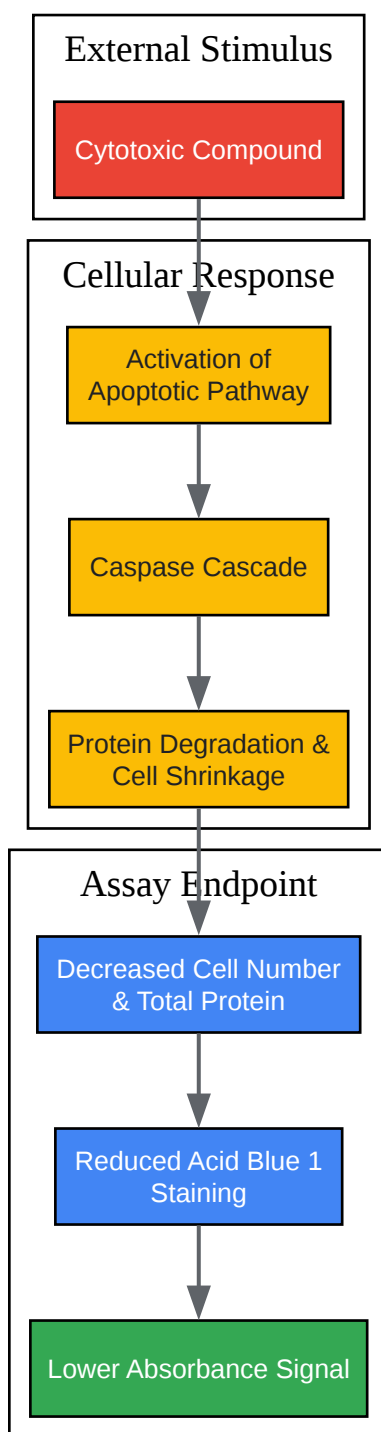 External Stimulus
Cytotoxic Compound
Cellular Response
Activation of
Apoptotic Pathway
Caspase Cascade
Protein Degradation &
Cell Shrinkage
Assay Endpoint
Decreased Cell Number
& Total Protein
Reduced Acid Blue 1
Staining
Lower Absorbance Signal